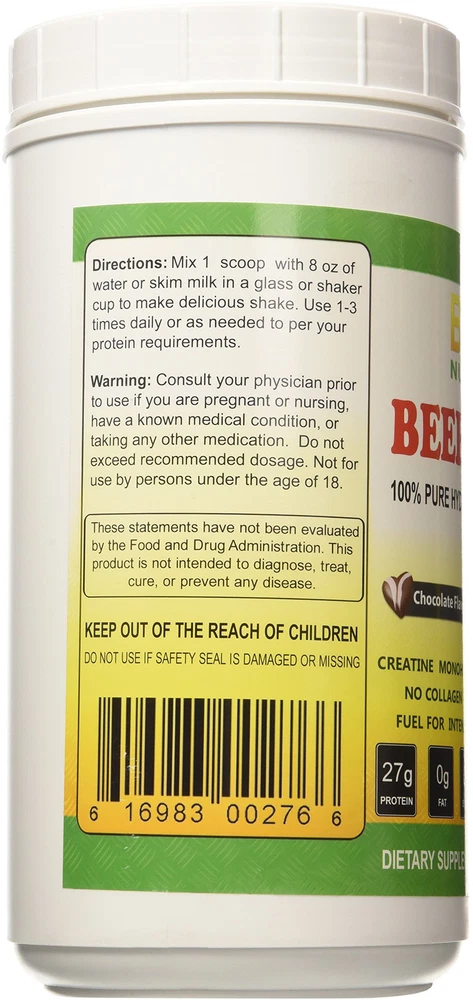 Directions: Mix 1 scoop with 8 oz of
water or skim milk in a glass or shaker
cup to make delicious shake. Use 1-3
times daily or as needed to per your
protein requirements.
Warning: Consult your physician prior
to use if you are pregnant or nursing,
have a known medical condition, or
taking any other medication. Do not
exceed recommended dosage. Not for
use by persons under the age of 18.
These statements have not been evaluated
by the Food and Drug Administration. This
product is not intended to diagnose, treat,
cure, or prevent any disease.
KEEP OUT OF THE REACH OF CHILDREN
DO NOT USE IF SAFETY SEAL IS DAMAGED OR MISSING
6 16983 00276 6
BEE
100% PURE
Chocolate
CREATINE
NO COLLAGEN
FUEL FOR
27g
PROTEIN
0g
FAT
DIETARY